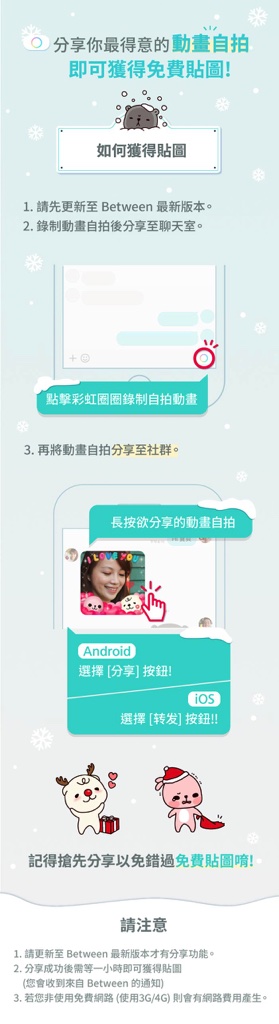 分享你最得意的動畫自拍
即可獲得免費貼圖!
如何獲得貼圖
1. 請先更新至 Between 最新版本。
2. 錄制動畫自拍後分享至聊天室。
點擊彩虹圈圈錄制自拍動畫
3. 再將動畫自拍分享至社群。
長按欲分享的動畫自拍
I LOVE YOU
Android
選擇 [分享] 按鈕!
iOS
選擇 [转发] 按鈕!!
記得搶先分享以免錯過免費貼圖唷!
請注意
1. 請更新至 Between 最新版本才有分享功能。
2. 分享成功後需等一小時即可獲得貼圖
(您會收到來自 Between 的通知)
3. 若您非使用免費網路 (使用3G/4G) 則會有網路費用產生。